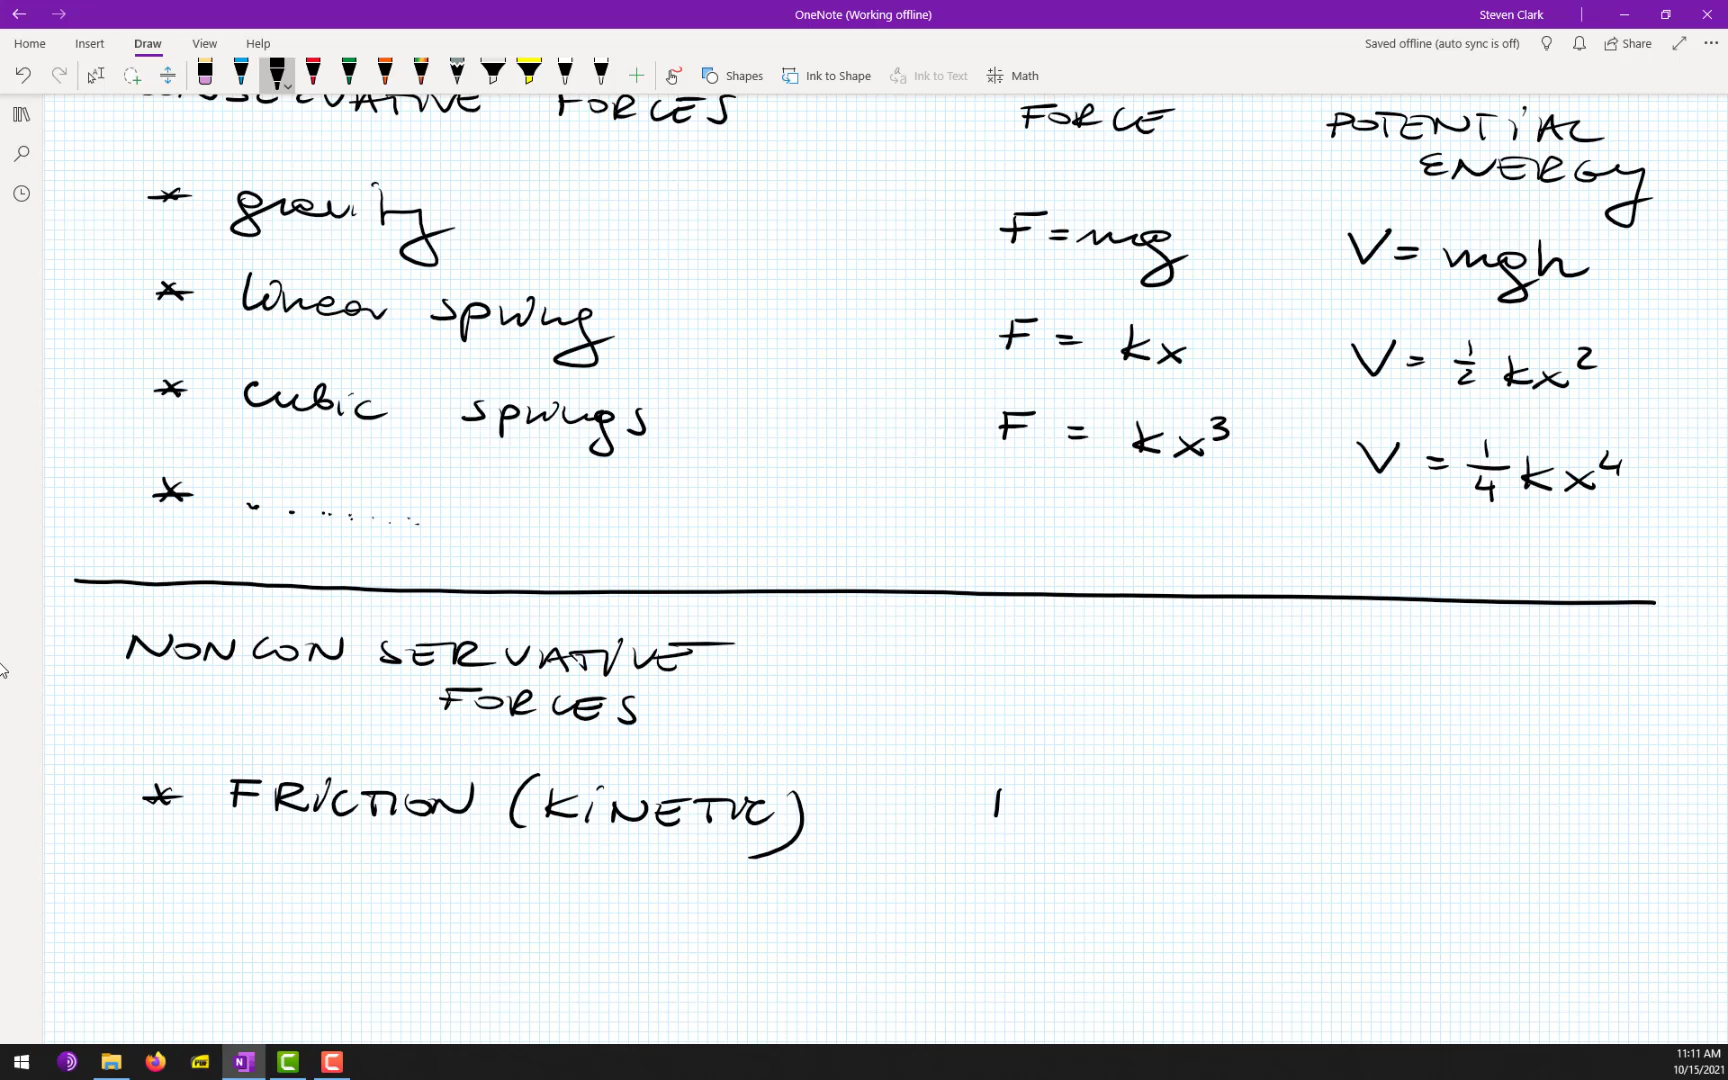 OneNote (Working offline)
Steven Clark
Home Insert Draw View Help
Saved offline (auto sync is off)
Share
Shapes
Ink to Shape
Ink to Text
Math
FORCES
FORCE
POTENTIAL
ENERGY
* gravity
F = mg
V = mgh
* linear spring
F = kx
V = 1/2 kx²
* cubic springs
F = kx³
V = 1/4 kx⁴
* ........
NONCONSERVATIVE
FORCES
* FRICTION (KINETIC)
11:11 AM
10/15/2021